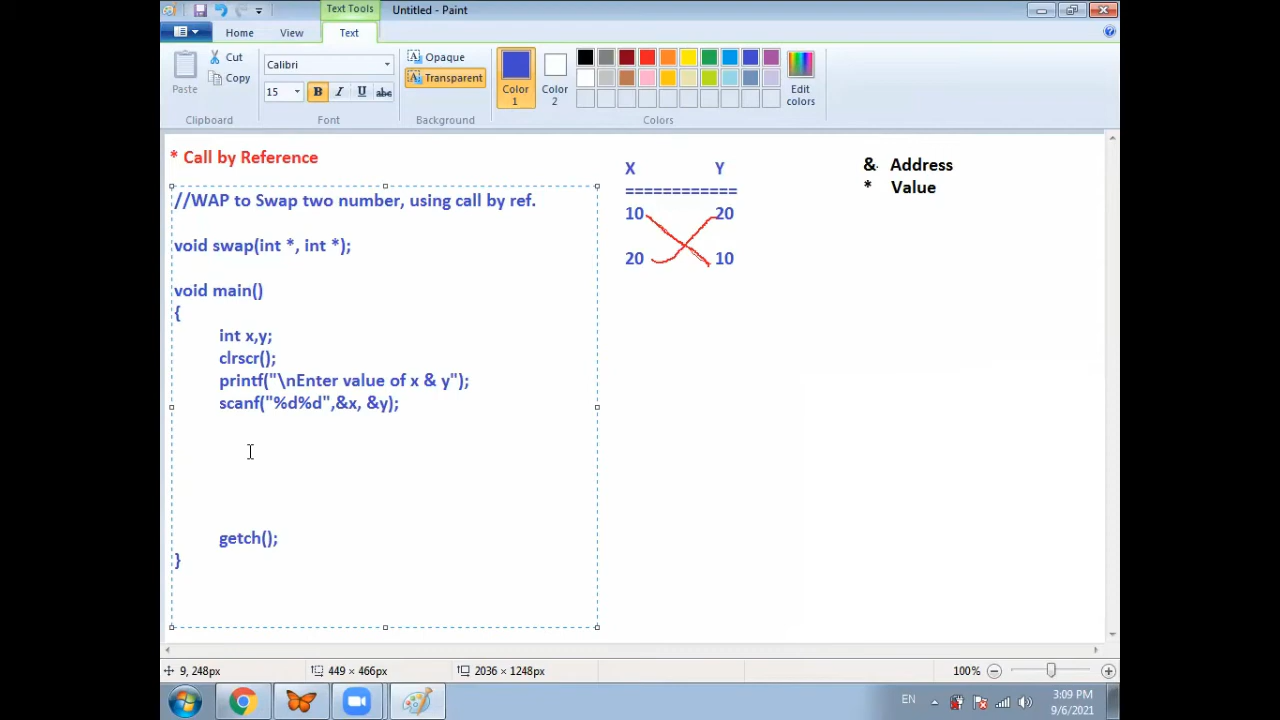 Text Tools
Untitled - Paint
Home
View
Text
Paste
Cut
Copy
Clipboard
Calibri
15
B
I
U
abc
Font
Opaque
Transparent
Background
Color
1
Color
2
Edit
colors
Colors
* Call by Reference
//WAP to Swap two number, using call by ref.
void swap(int *, int *);
void main()
{
int x,y;
clrscr();
printf("\nEnter value of x & y");
scanf("%d%d",&x, &y);
getch();
}
X Y
============
10 20
20 10
& Address
* Value
9, 248px
449 × 466px
2036 × 1248px
100%
EN
3:09 PM
9/6/2021